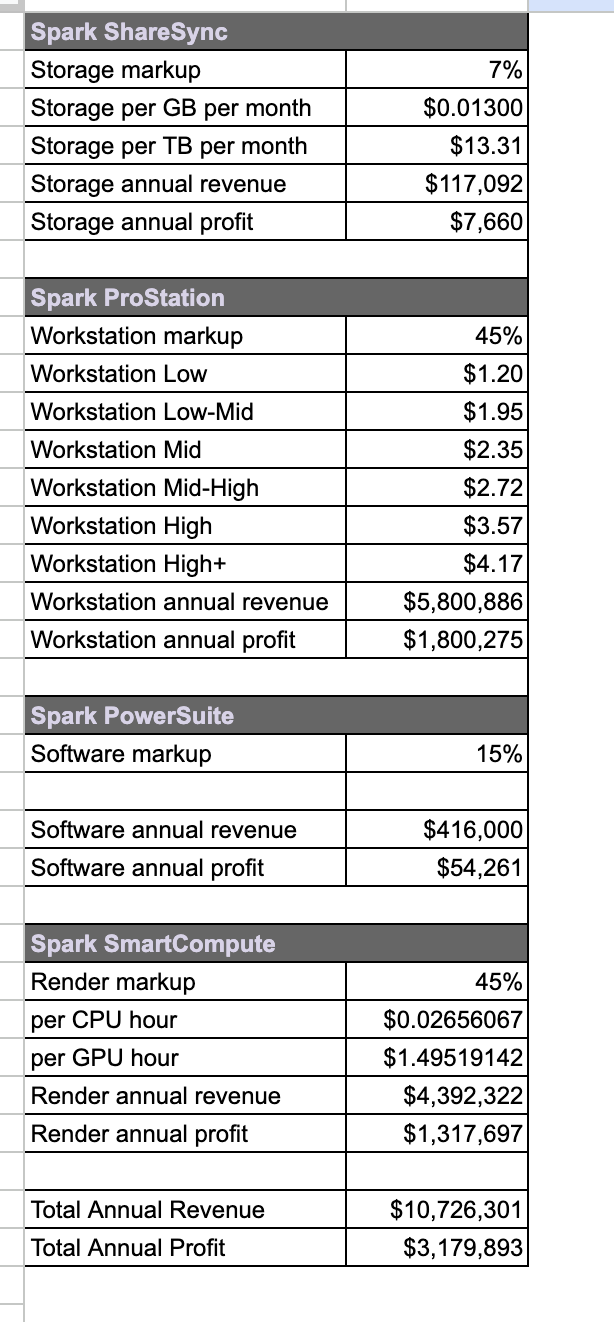 Spark ShareSync
Storage markup 7%
Storage per GB per month $0.01300
Storage per TB per month $13.31
Storage annual revenue $117,092
Storage annual profit $7,660
Spark ProStation
Workstation markup 45%
Workstation Low $1.20
Workstation Low-Mid $1.95
Workstation Mid $2.35
Workstation Mid-High $2.72
Workstation High $3.57
Workstation High+ $4.17
Workstation annual revenue $5,800,886
Workstation annual profit $1,800,275
Spark PowerSuite
Software markup 15%
Software annual revenue $416,000
Software annual profit $54,261
Spark SmartCompute
Render markup 45%
per CPU hour $0.02656067
per GPU hour $1.49519142
Render annual revenue $4,392,322
Render annual profit $1,317,697
Total Annual Revenue $10,726,301
Total Annual Profit $3,179,893